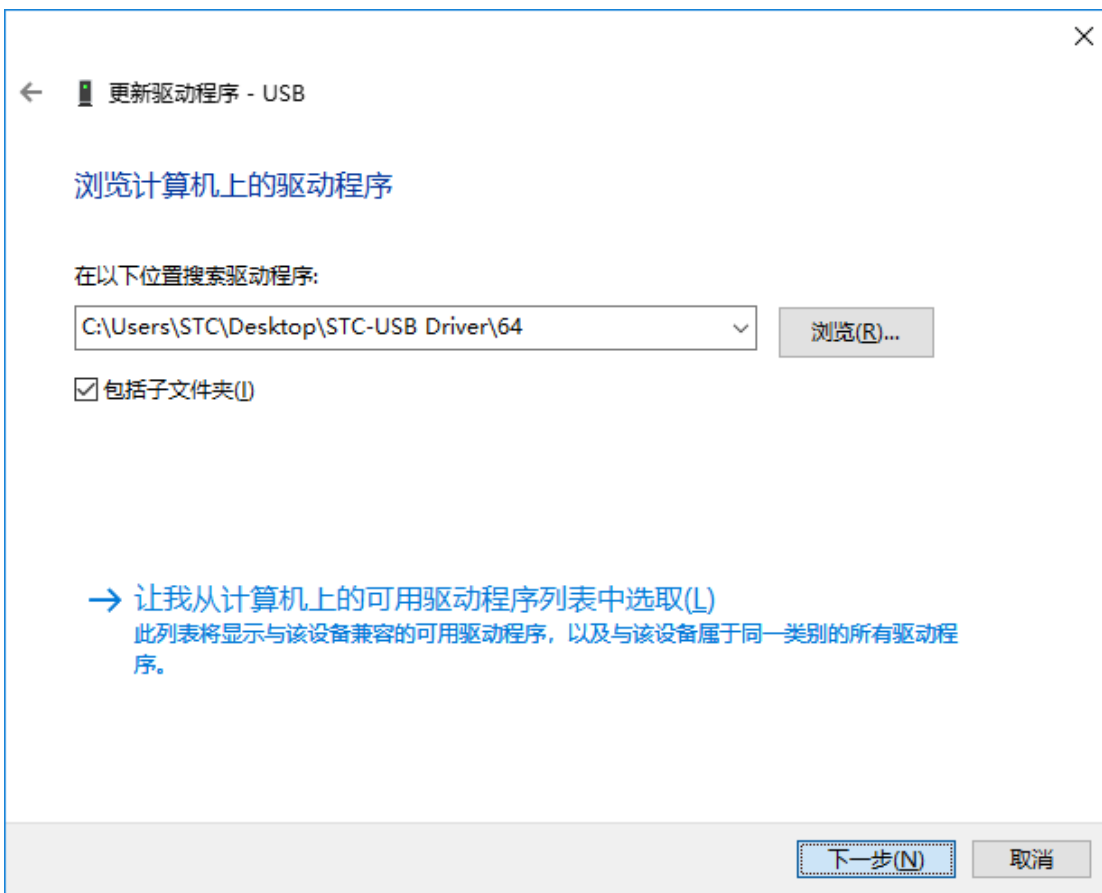 更新驱动程序 - USB
浏览计算机上的驱动程序
在以下位置搜索驱动程序:
C:\Users\STC\Desktop\STC-USB Driver\64
浏览(R)...
包括子文件夹(I)
让我从计算机上的可用驱动程序列表中选取(L)
此列表将显示与该设备兼容的可用驱动程序，以及与该设备属于同一类别的所有驱动程
序。
下一步(N)
取消